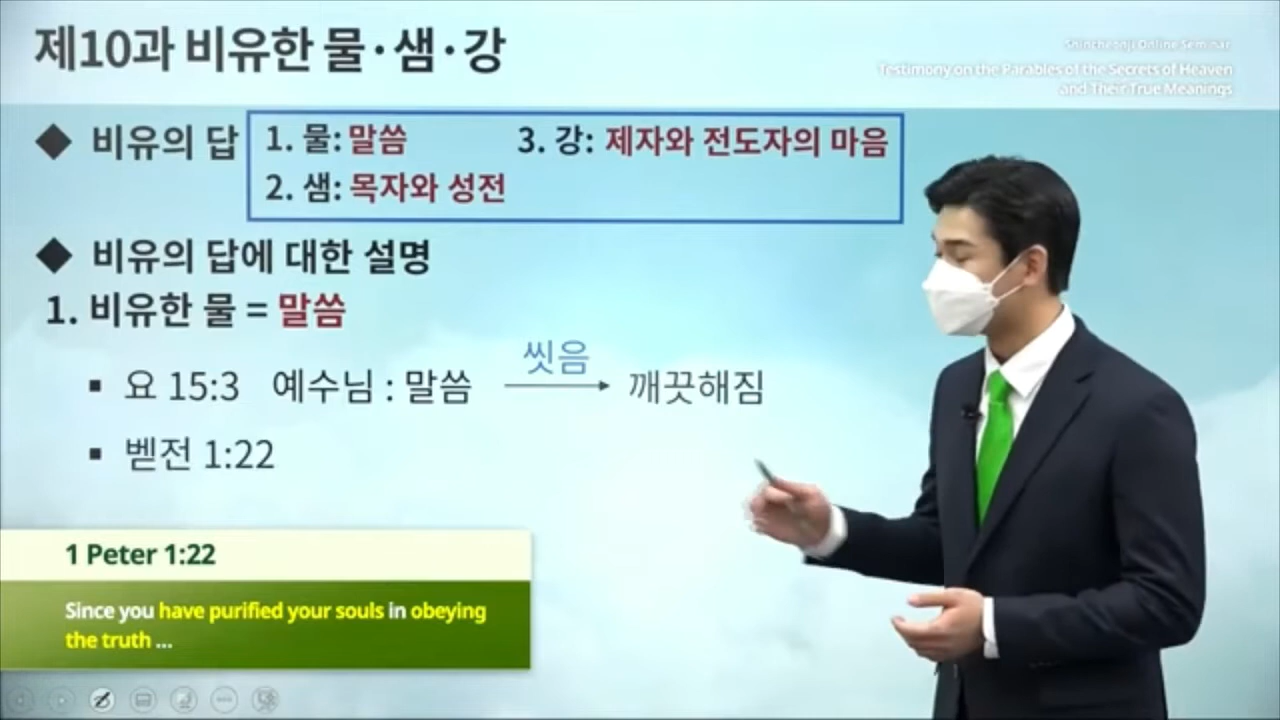 제10과 비유한 물·샘·강
Shincheonji Online Seminar
Testimony on the Parables of the Secrets of Heaven
and Their True Meanings
◆ 비유의 답
1. 물: 말씀 3. 강: 제자와 전도자의 마음
2. 샘: 목자와 성전
◆ 비유의 답에 대한 설명
1. 비유한 물 = 말씀
씻음
▪ 요 15:3 예수님 : 말씀 → 깨끗해짐
▪ 벧전 1:22
1 Peter 1:22
Since you have purified your souls in obeying
the truth ...